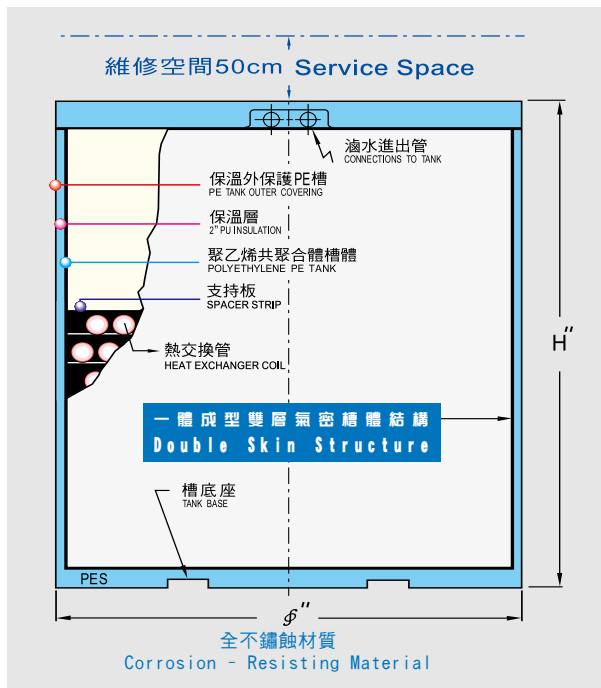 維修空間50cm Service Space
滷水進出管
CONNECTIONS TO TANK
保溫外保護PE槽
PE TANK OUTER COVERING
保溫層
2"PU INSULATION
聚乙烯共聚合體槽體
POLYETHYLENE PE TANK
支持板
SPACER STRIP
熱交換管
HEAT EXCHANGER COIL
H"
一體成型雙層氣密槽體結構
Double Skin Structure
槽底座
TANK BASE
PES
∮"
全不鏽蝕材質
Corrosion - Resisting Material